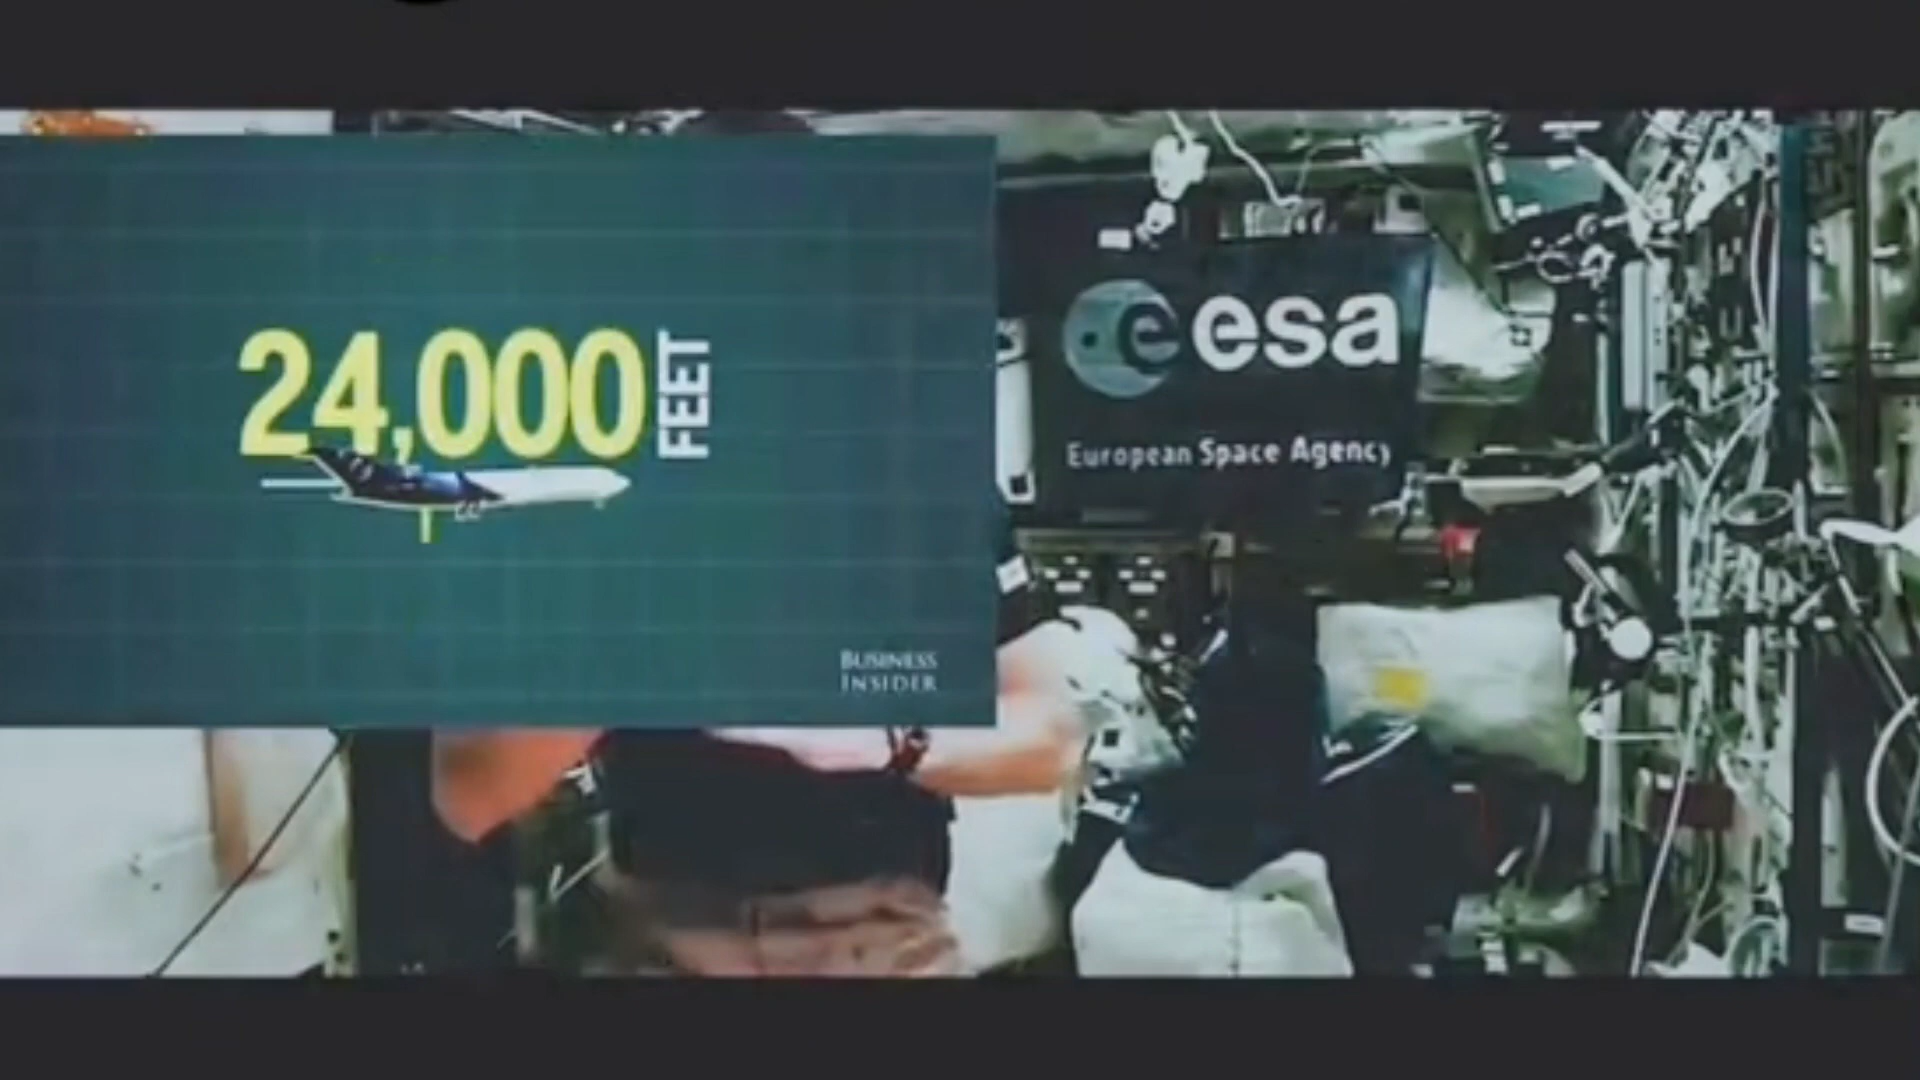 24,000 FEET
BUSINESS
INSIDER
esa
European Space Agency